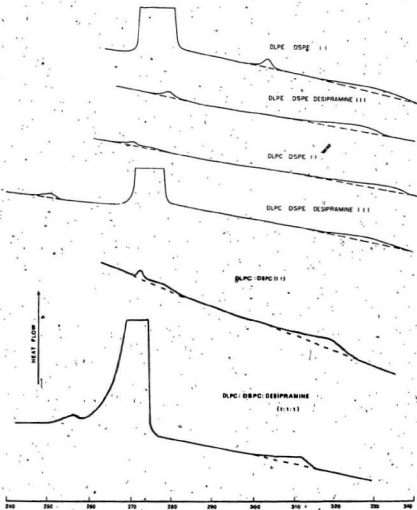 DLPE DSPE 1 1
DLPE DSPE DESIPRAMINE 1 1 1
DLPC DSPE 1 1
DLPC DSPE DESIPRAMINE 1 1 1
DLPC : DSPC (1:1)
HEAT FLOW
DLPC: DSPC: DESIPRAMINE
(1:1:1)
240 250 260 270 280 290 300 310 320 330 340